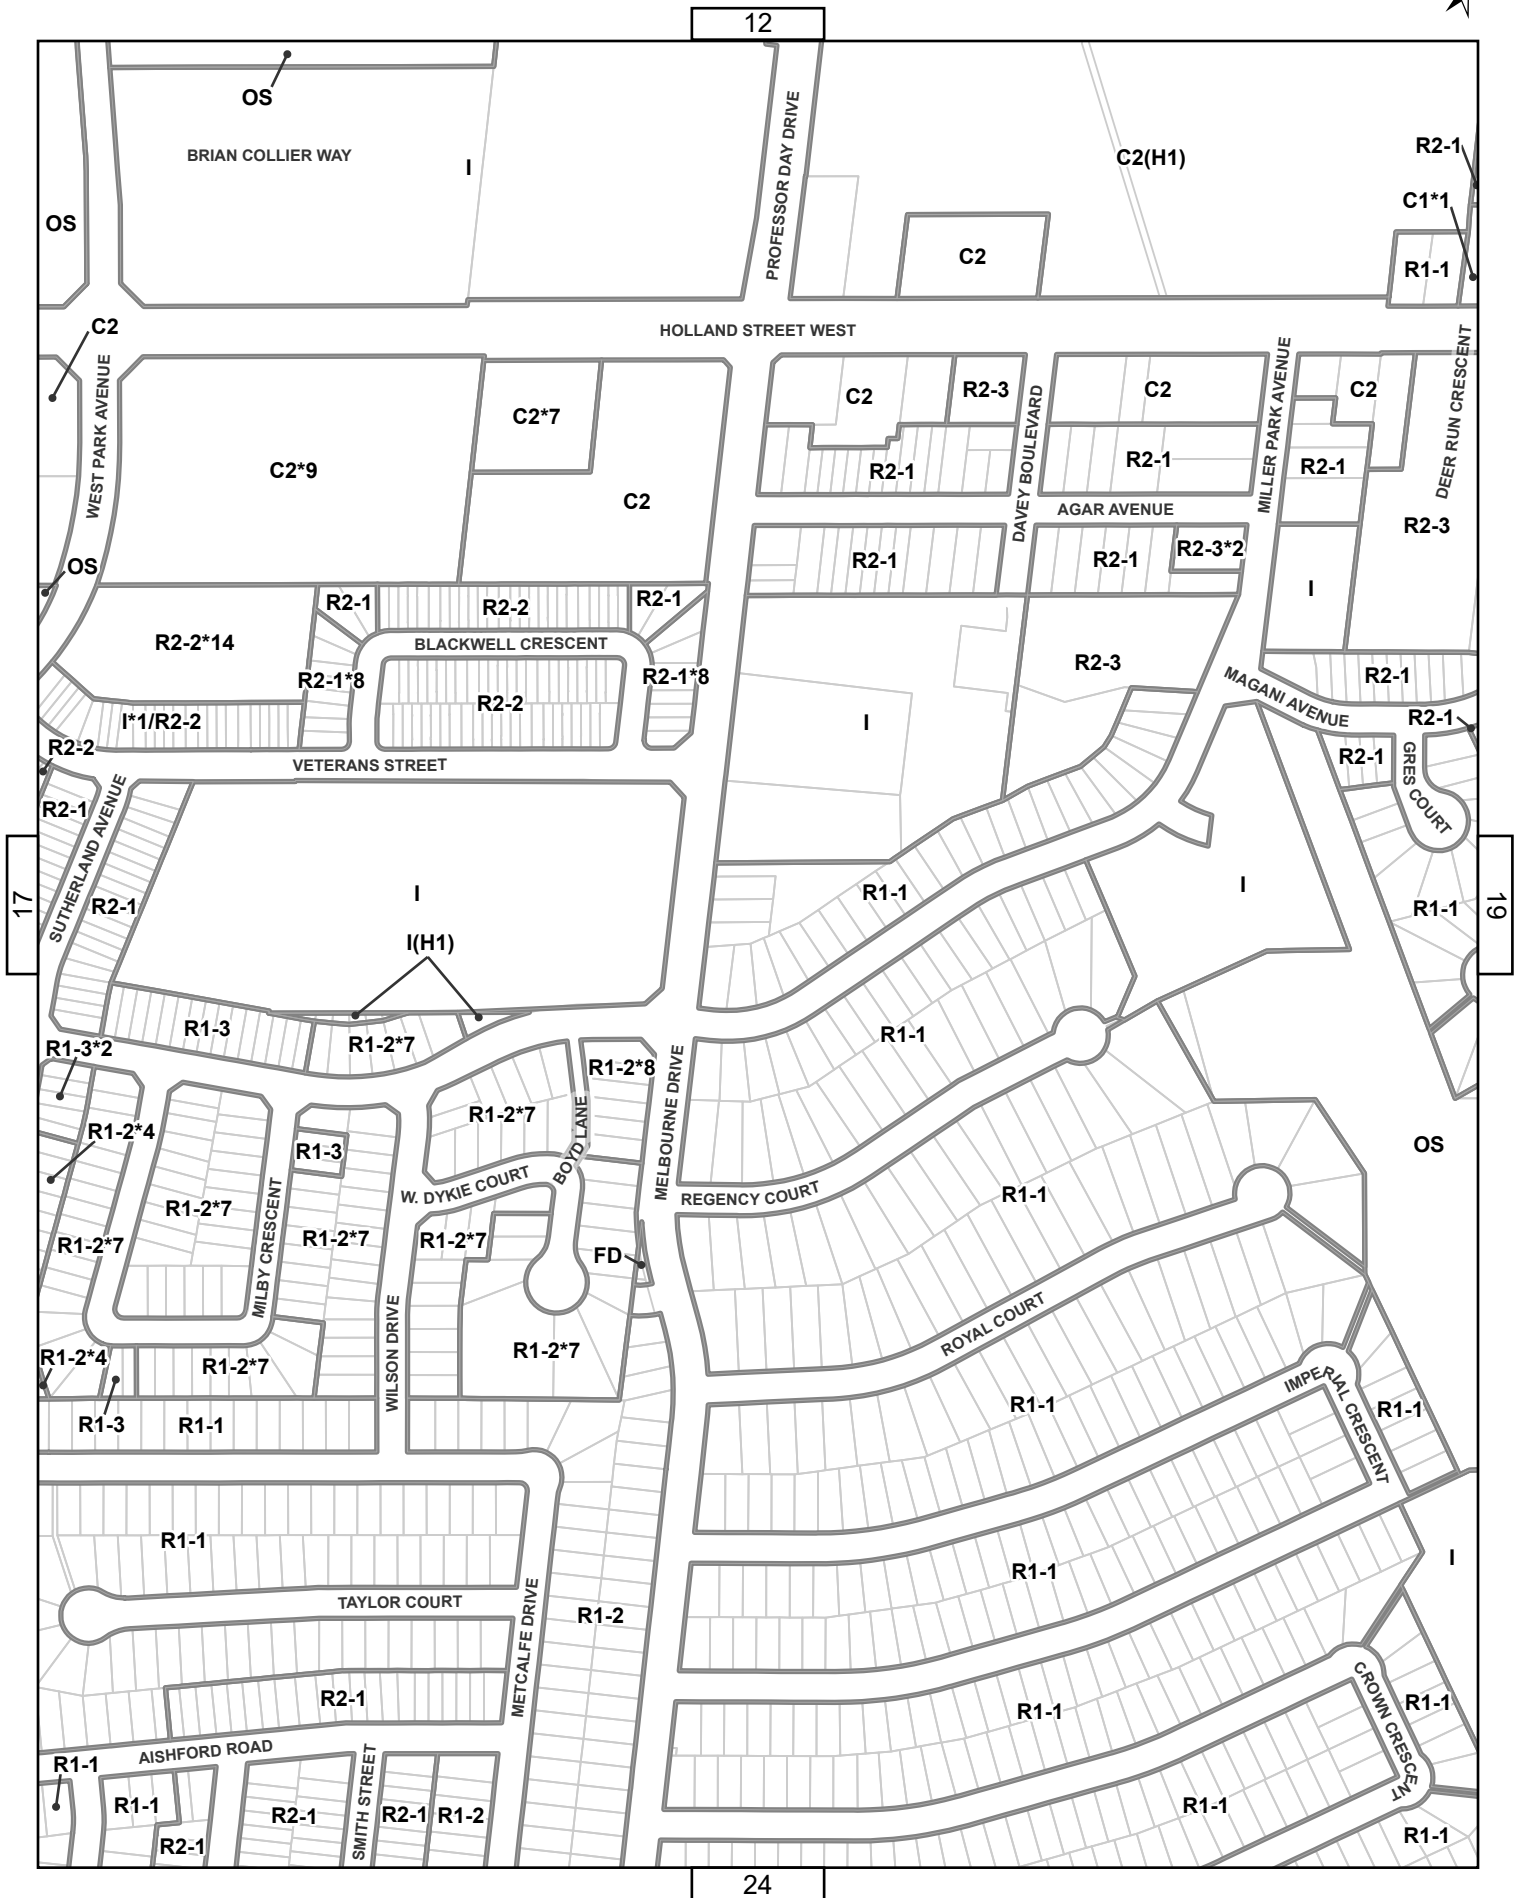 12
OS
BRIAN COLLIER WAY
I
PROFESSOR DAY DRIVE
C2(H1)
R2-1
C1*1
OS
C2
R1-1
C2
HOLLAND STREET WEST
WEST PARK AVENUE
C2*7
C2*9
C2
C2
R2-3
DAVEY BOULEVARD
C2
MILLER PARK AVENUE
C2
DEER RUN CRESCENT
R2-1
R2-1
R2-1
AGAR AVENUE
R2-3
OS
R2-1
R2-1
R2-3*2
I
R2-1
R2-2
R2-1
R2-2*14
BLACKWELL CRESCENT
R2-1*8
R2-1*8
R2-2
R2-3
R2-1
MAGANI AVENUE
I*1/R2-2
I
R2-1
R2-2
VETERANS STREET
R2-1
GRES COURT
R2-1
SUTHERLAND AVENUE
R2-1
17
I
R1-1
I
R1-1
19
I(H1)
R1-3
R1-2*7
R1-1
R1-3*2
R1-2*8
MELBOURNE DRIVE
R1-2*7
BOYD LANE
R1-2*4
R1-3
OS
W. DYKIE COURT
REGENCY COURT
R1-1
R1-2*7
MILBY CRESCENT
R1-2*7
R1-2*7
R1-2*7
FD
WILSON DRIVE
ROYAL COURT
R1-2*7
R1-2*4
R1-2*7
IMPERIAL CRESCENT
R1-3
R1-1
R1-1
R1-1
R1-1
R1-1
I
TAYLOR COURT
METCALFE DRIVE
R1-2
R2-1
R1-1
CROWN CRESCENT
R1-1
AISHFORD ROAD
R1-1
R1-1
R2-1
R2-1
SMITH STREET
R2-1
R1-2
R1-1
R1-1
24